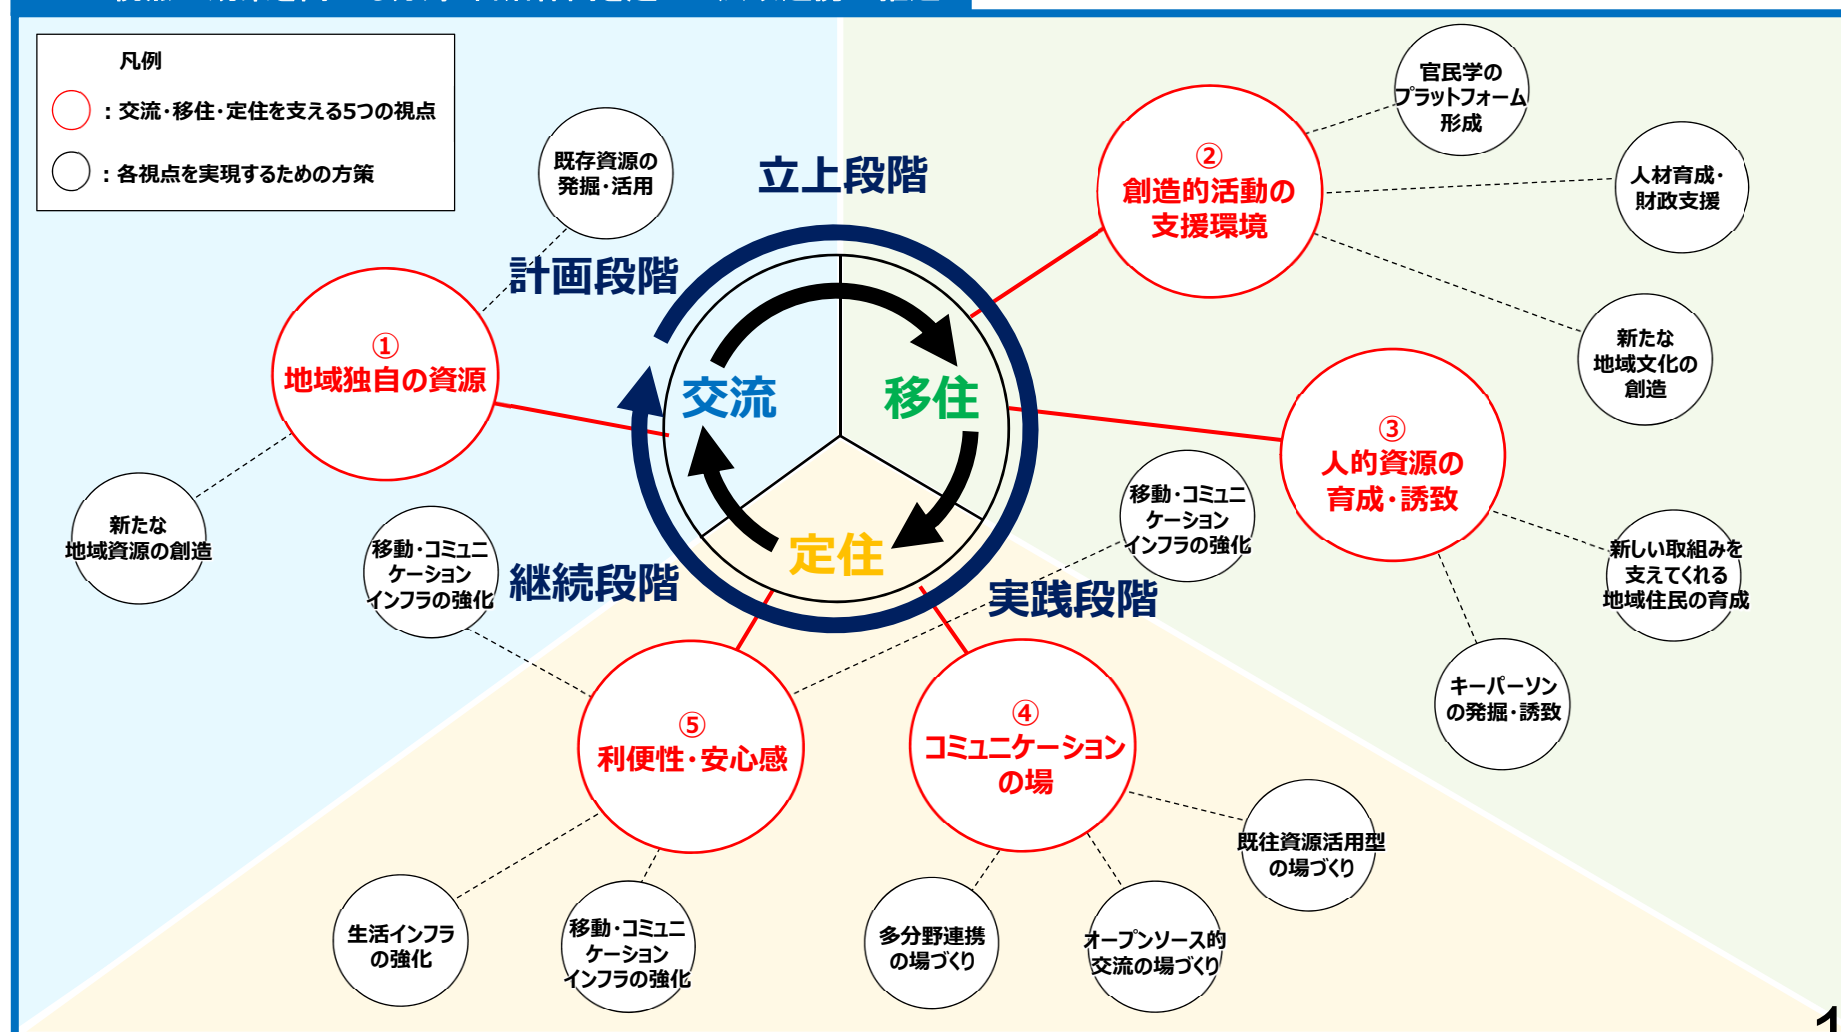 凡例
：交流・移住・定住を支える5つの視点
：各視点を実現するための方策
既存資源の
発掘・活用
立上段階
計画段階
①
地域独自の資源
新たな
地域資源の創造
②
創造的活動の
支援環境
官民学の
プラットフォーム
形成
人材育成・
財政支援
新たな
地域文化の
創造
交流
移住
定住
③
人的資源の
育成・誘致
新しい取組みを
支えてくれる
地域住民の育成
キーパーソン
の発掘・誘致
移動・コミュニ
ケーション
インフラの強化
移動・コミュニ
ケーション
インフラの強化
継続段階
実践段階
⑤
利便性・安心感
④
コミュニケーション
の場
既往資源活用型
の場づくり
生活インフラ
の強化
移動・コミュニ
ケーション
インフラの強化
多分野連携
の場づくり
オープンソース的
交流の場づくり
1